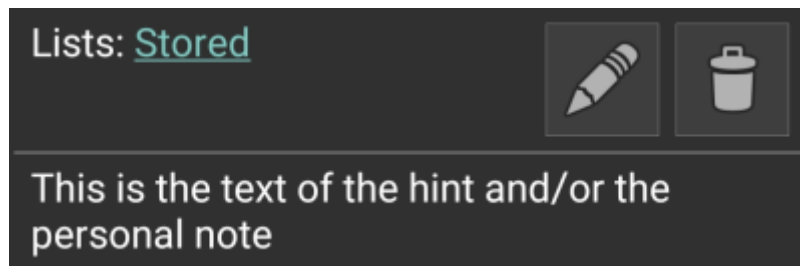 Lists: Stored
This is the text of the hint and/or the
personal note